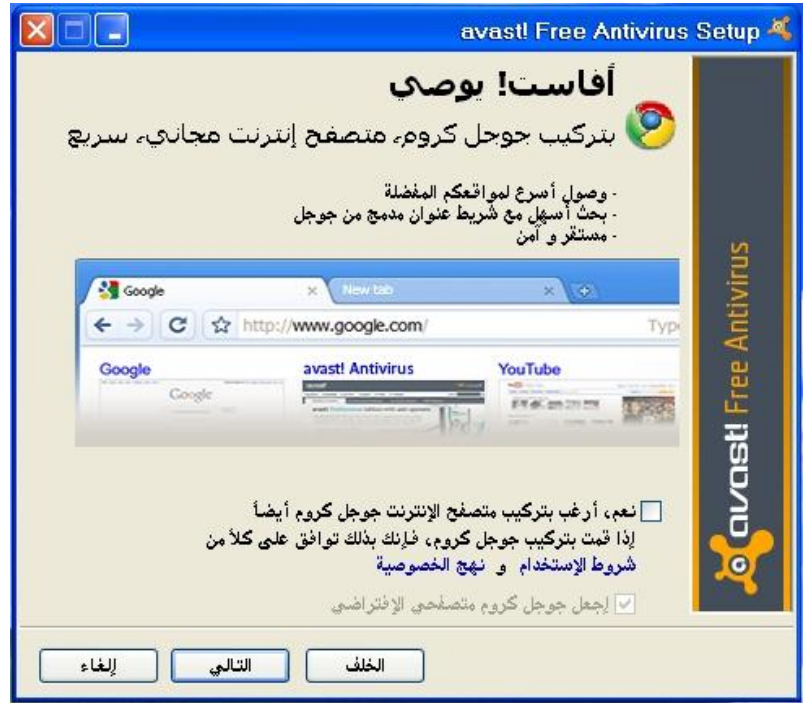 avast! Free Antivirus Setup
أفاست! يوصي
بتركيب جوجل كروم، متصفح إنترنت مجاني، سريع
- وصول أسرع لمواقعكم المفضلة
- بحث أسهل مع شريط عنوان مدمج من جوجل
- مستقر و آمن
Google
New tab
http://www.google.com/
Type
Google
avast! Antivirus
YouTube
Google
نعم، أرغب بتركيب متصفح الإنترنت جوجل كروم أيضاً
إذا قمت بتركيب جوجل كروم، فإنك بذلك توافق على كلاً من
شروط الإستخدام و نهج الخصوصية
إجعل جوجل كروم متصفحي الإفتراضي
الخلف
التالي
إلغاء
avast! Free Antivirus